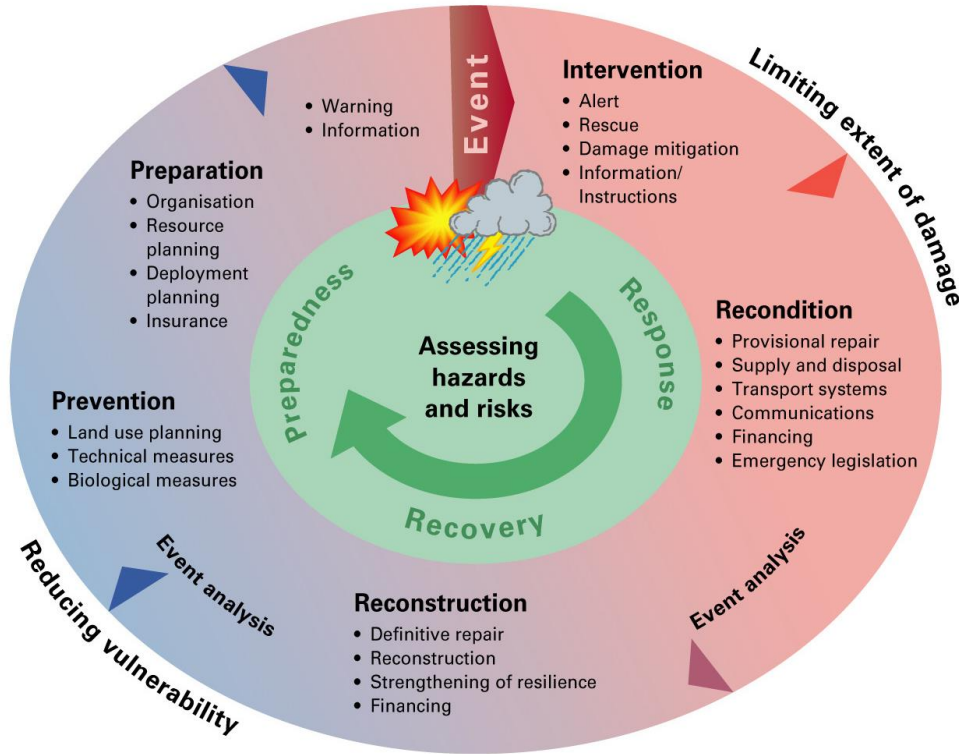 Event
Intervention
• Alert
• Rescue
• Damage mitigation
• Information/
Instructions
Limiting extent of damage
Recondition
• Provisional repair
• Supply and disposal
• Transport systems
• Communications
• Financing
• Emergency legislation
Event analysis
Reconstruction
• Definitive repair
• Reconstruction
• Strengthening of resilience
• Financing
Event analysis
Reducing vulnerability
Prevention
• Land use planning
• Technical measures
• Biological measures
Preparation
• Organisation
• Resource
planning
• Deployment
planning
• Insurance
• Warning
• Information
Preparedness
Response
Recovery
Assessing
hazards
and risks